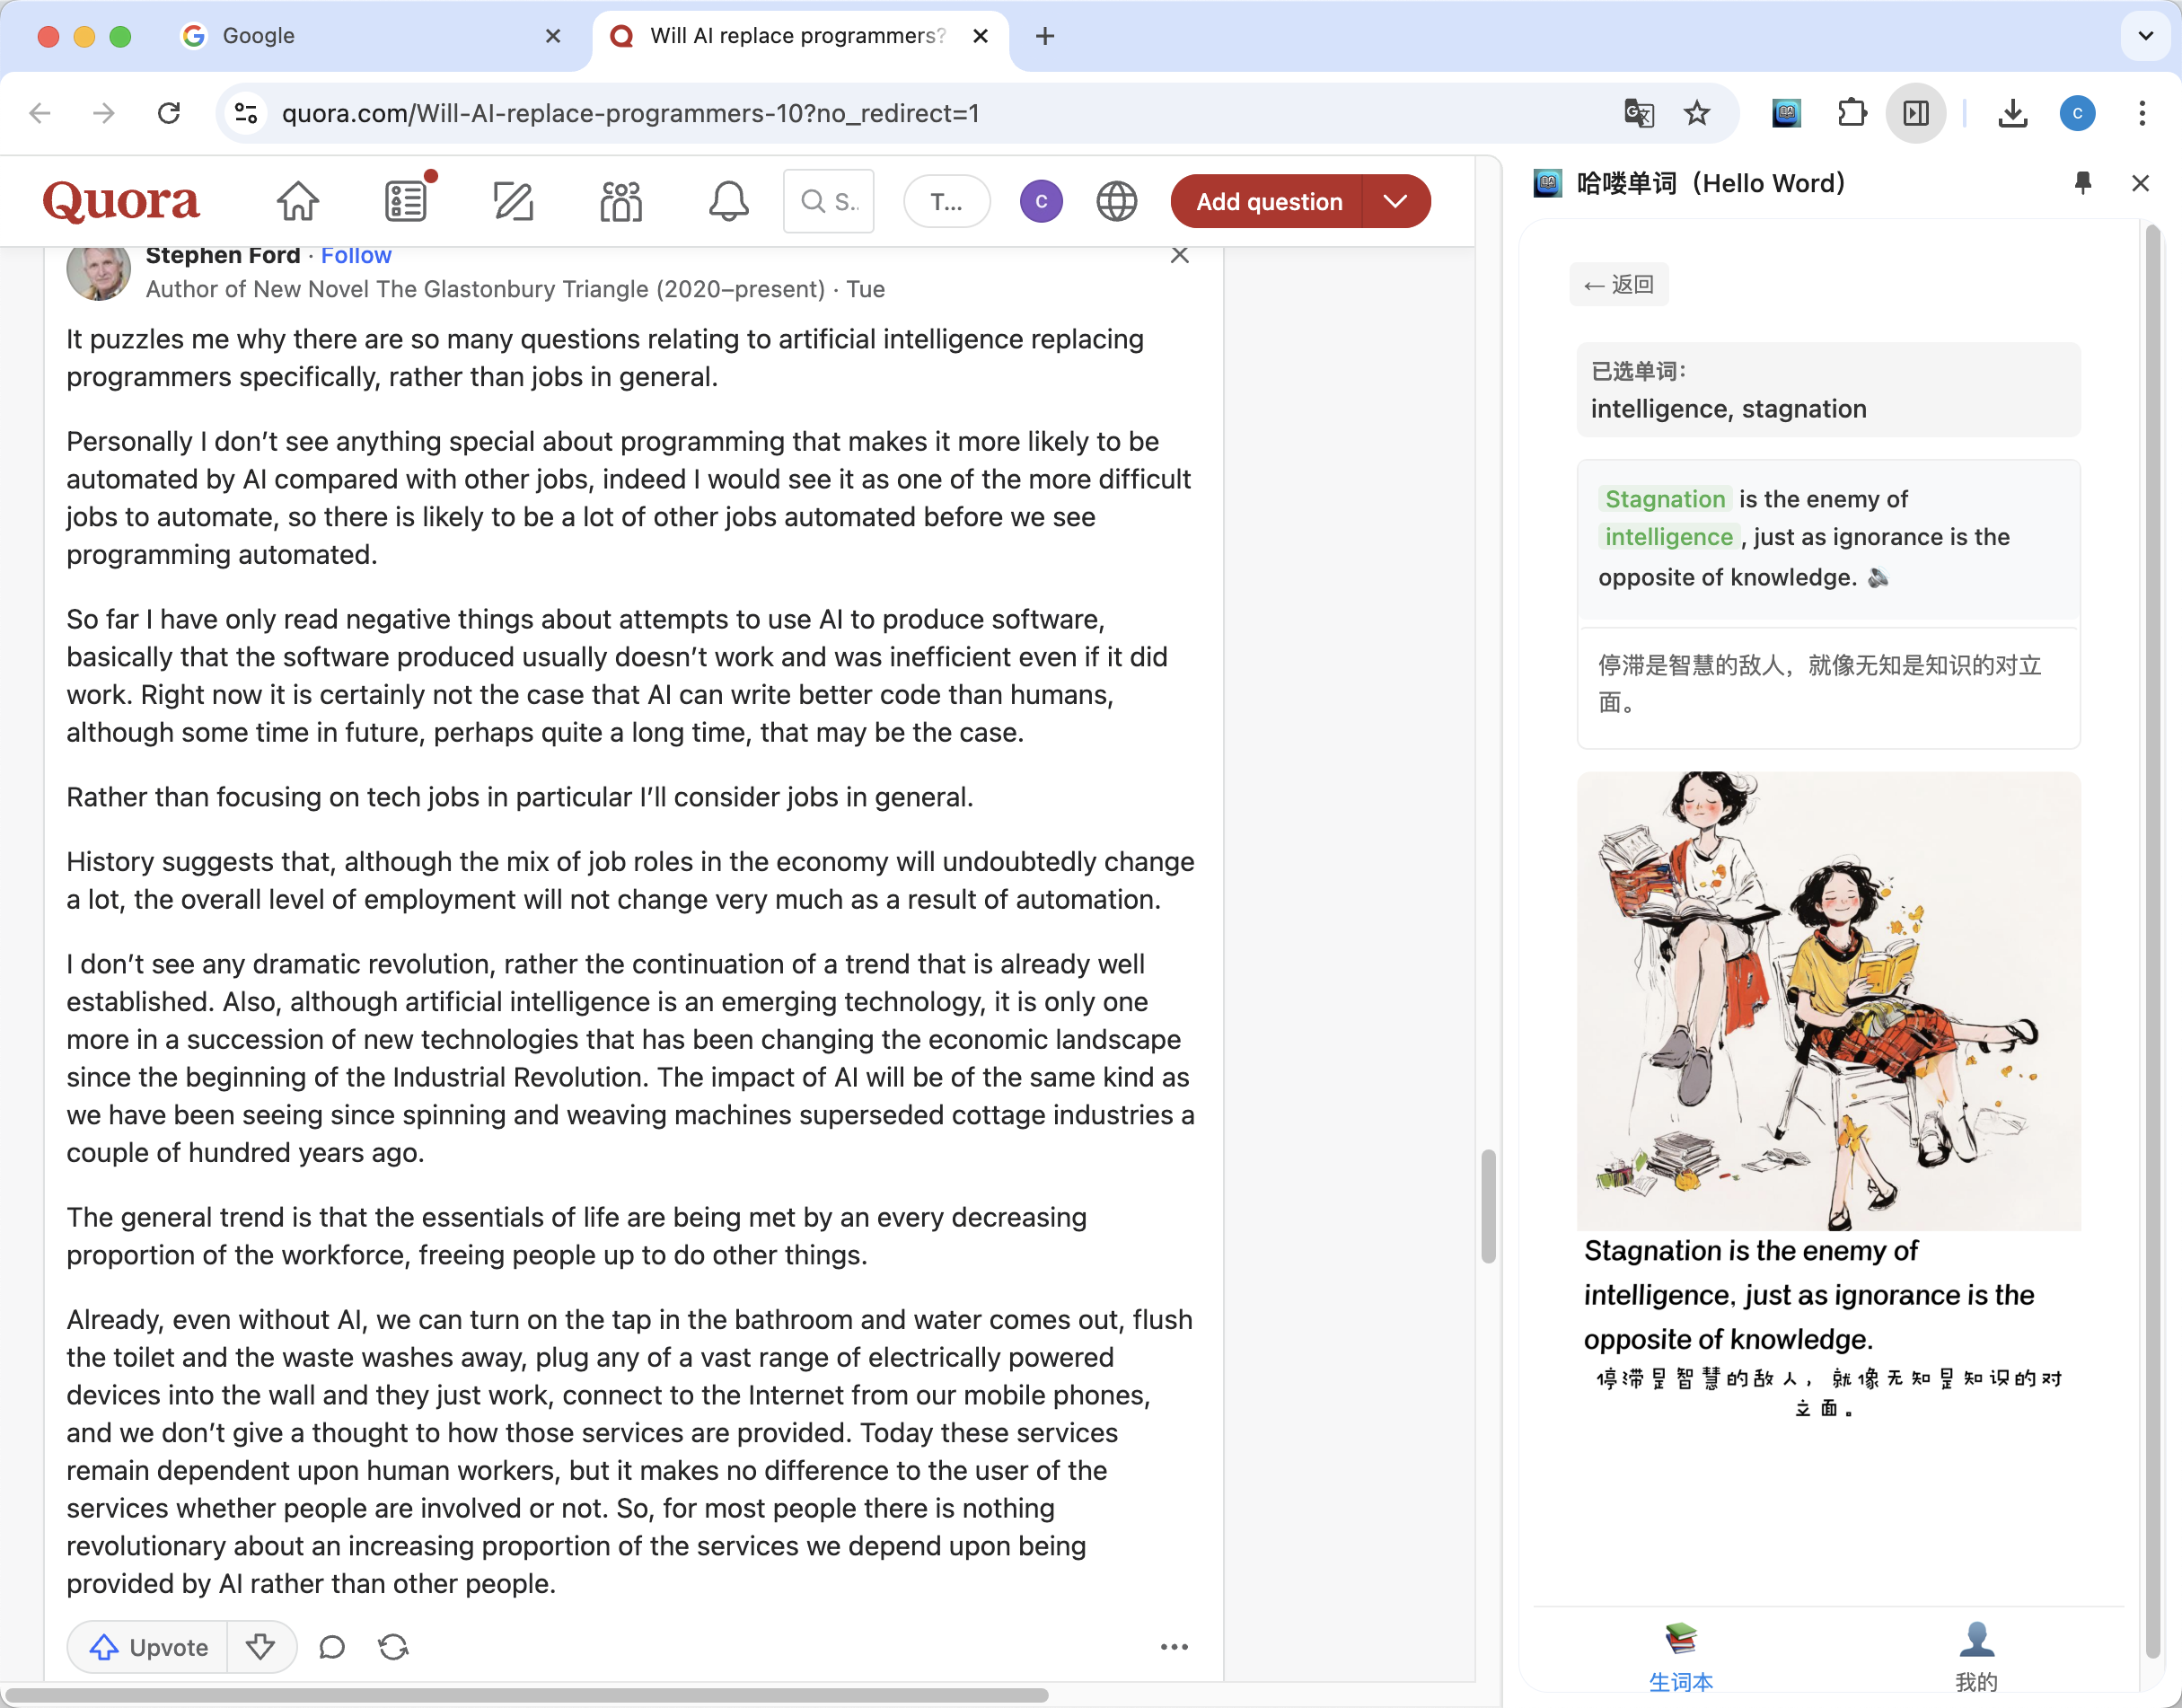 Google
Will AI replace programmers?
quora.com/Will-AI-replace-programmers-10?no_redirect=1
C
Quora
S..
T...
C
Add question
Stephen Ford · Follow
Author of New Novel The Glastonbury Triangle (2020–present) · Tue
It puzzles me why there are so many questions relating to artificial intelligence replacing
programmers specifically, rather than jobs in general.
Personally I don’t see anything special about programming that makes it more likely to be
automated by AI compared with other jobs, indeed I would see it as one of the more difficult
jobs to automate, so there is likely to be a lot of other jobs automated before we see
programming automated.
So far I have only read negative things about attempts to use AI to produce software,
basically that the software produced usually doesn’t work and was inefficient even if it did
work. Right now it is certainly not the case that AI can write better code than humans,
although some time in future, perhaps quite a long time, that may be the case.
Rather than focusing on tech jobs in particular I’ll consider jobs in general.
History suggests that, although the mix of job roles in the economy will undoubtedly change
a lot, the overall level of employment will not change very much as a result of automation.
I don’t see any dramatic revolution, rather the continuation of a trend that is already well
established. Also, although artificial intelligence is an emerging technology, it is only one
more in a succession of new technologies that has been changing the economic landscape
since the beginning of the Industrial Revolution. The impact of AI will be of the same kind as
we have been seeing since spinning and weaving machines superseded cottage industries a
couple of hundred years ago.
The general trend is that the essentials of life are being met by an every decreasing
proportion of the workforce, freeing people up to do other things.
Already, even without AI, we can turn on the tap in the bathroom and water comes out, flush
the toilet and the waste washes away, plug any of a vast range of electrically powered
devices into the wall and they just work, connect to the Internet from our mobile phones,
and we don’t give a thought to how those services are provided. Today these services
remain dependent upon human workers, but it makes no difference to the user of the
services whether people are involved or not. So, for most people there is nothing
revolutionary about an increasing proportion of the services we depend upon being
provided by AI rather than other people.
Upvote
哈喽单词（Hello Word）
← 返回
已选单词：
intelligence, stagnation
Stagnation is the enemy of
intelligence, just as ignorance is the
opposite of knowledge.
停滞是智慧的敌人，就像无知是知识的对立
面。
Stagnation is the enemy of
intelligence, just as ignorance is the
opposite of knowledge.
停滞是智慧的敌人，就像无知是知识的对
立面。
生词本
我的